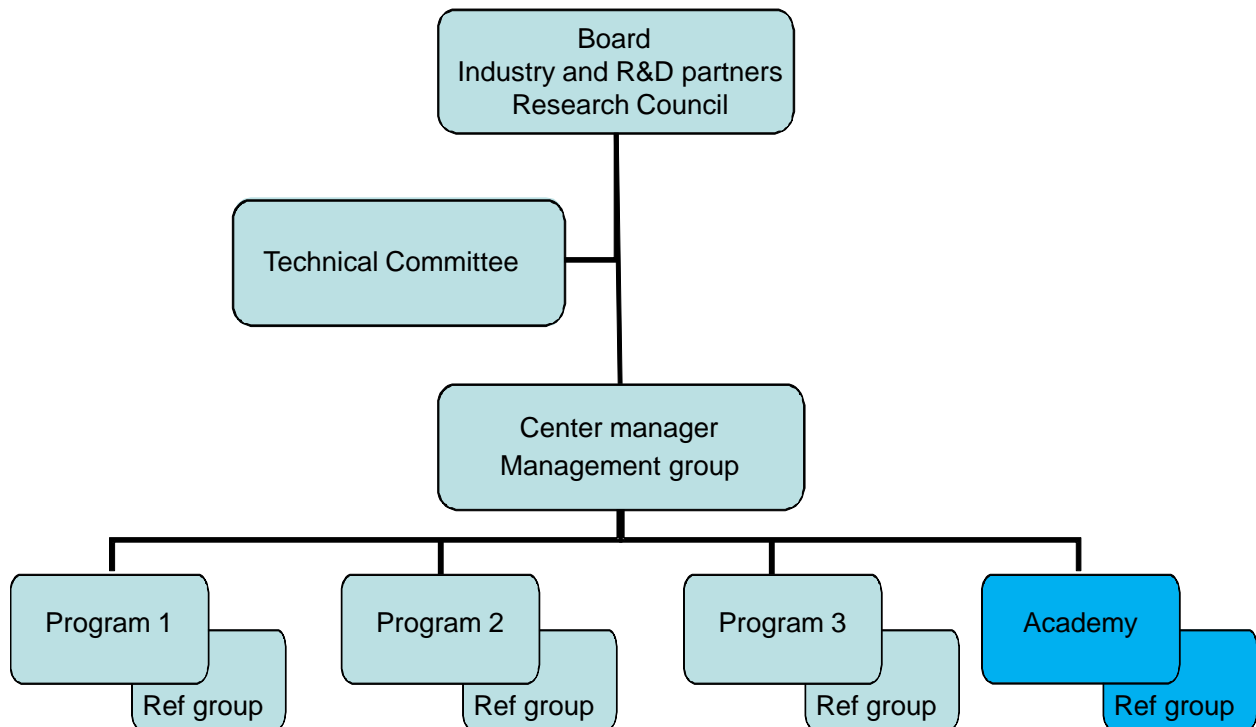 Board
Industry and R&D partners
Research Council
Technical Committee
Center manager
Management group
Program 1
Ref group
Program 2
Ref group
Program 3
Ref group
Academy
Ref group